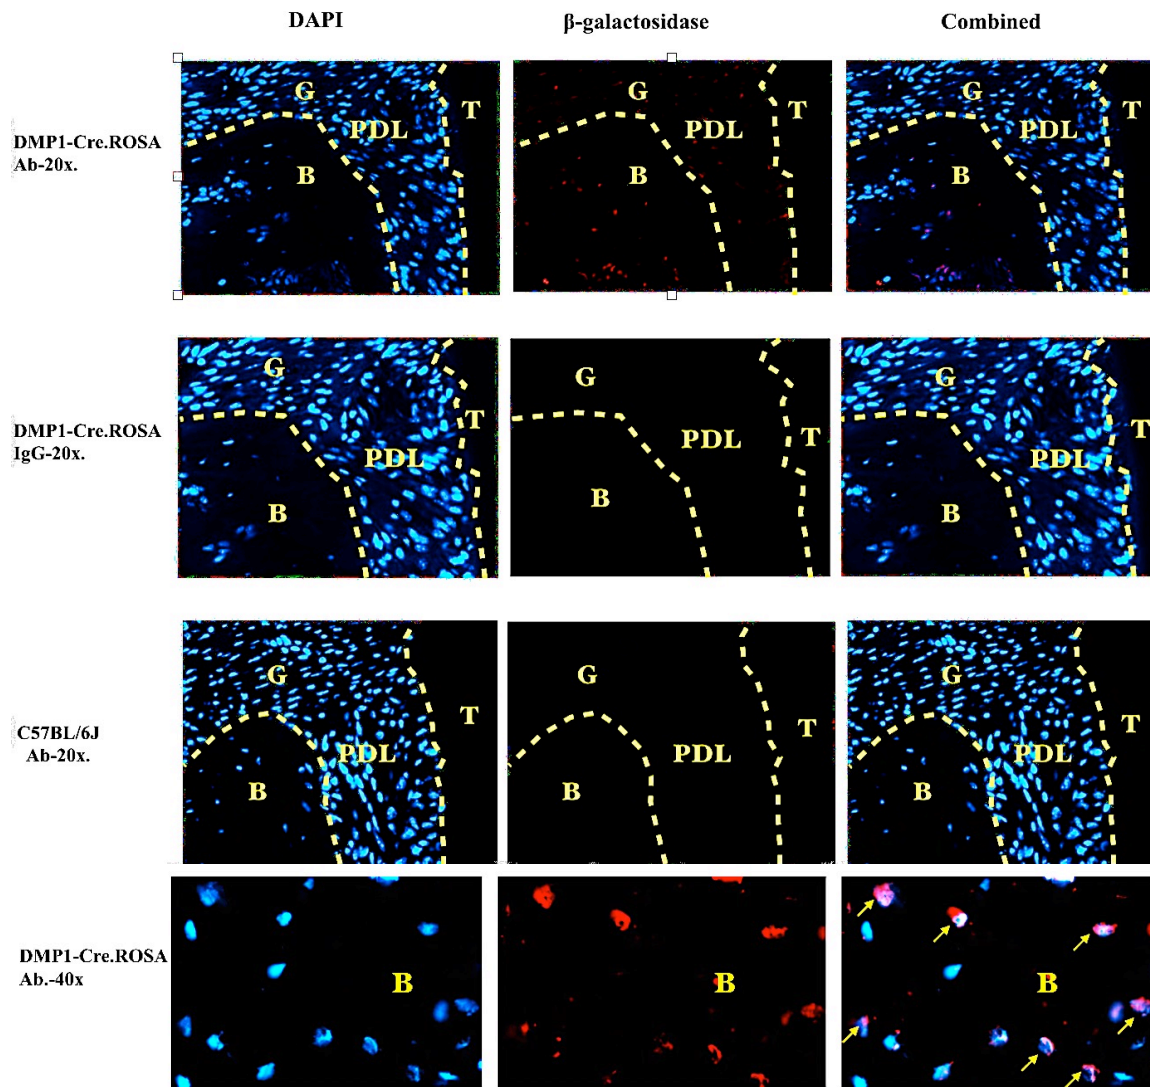 DAPI β-galactosidase Combined
DMP1-Cre.ROSA
Ab-20x.
G PDL T B
G PDL T B
G PDL T B
DMP1-Cre.ROSA
IgG-20x.
G T PDL B
G T PDL B
G T PDL B
C57BL/6J
Ab-20x.
G T PDL B
G T PDL B
G T PDL B
DMP1-Cre.ROSA
Ab.-40x
B
B
B